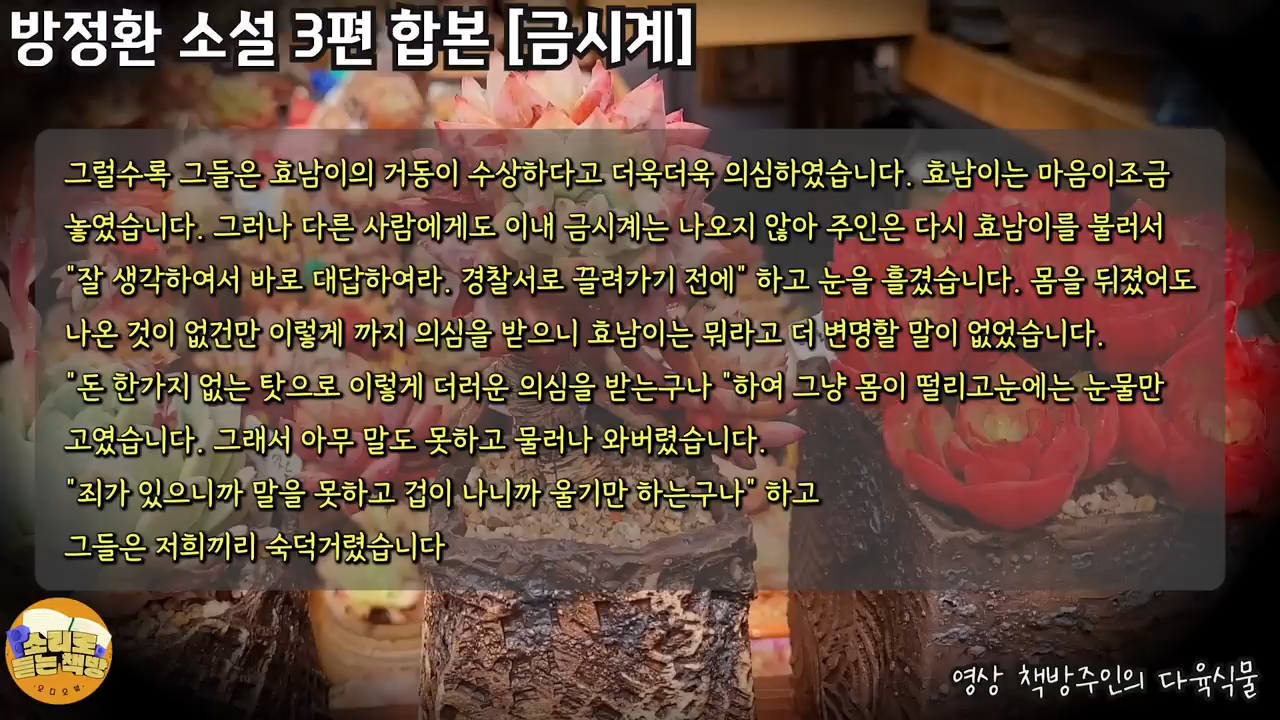 방정환 소설 3편 합본 [금시계]
그럴수록 그들은 효남이의 거동이 수상하다고 더욱더욱 의심하였습니다. 효남이는 마음이조금
놓였습니다. 그러나 다른 사람에게도 이내 금시계는 나오지 않아 주인은 다시 효남이를 불러서
"잘 생각하여서 바로 대답하여라. 경찰서로 끌려가기 전에" 하고 눈을 흘겼습니다. 몸을 뒤졌어도
나온 것이 없건만 이렇게 까지 의심을 받으니 효남이는 뭐라고 더 변명할 말이 없었습니다.
"돈 한가지 없는 탓으로 이렇게 더러운 의심을 받는구나 "하여 그냥 몸이 떨리고눈에는 눈물만
고였습니다. 그래서 아무 말도 못하고 물러나 와버렸습니다.
"죄가 있으니까 말을 못하고 겁이 나니까 울기만 하는구나" 하고
그들은 저희끼리 숙덕거렸습니다
소리로
듣는 책방
·오디오북·
영상 책방주인의 다육식물